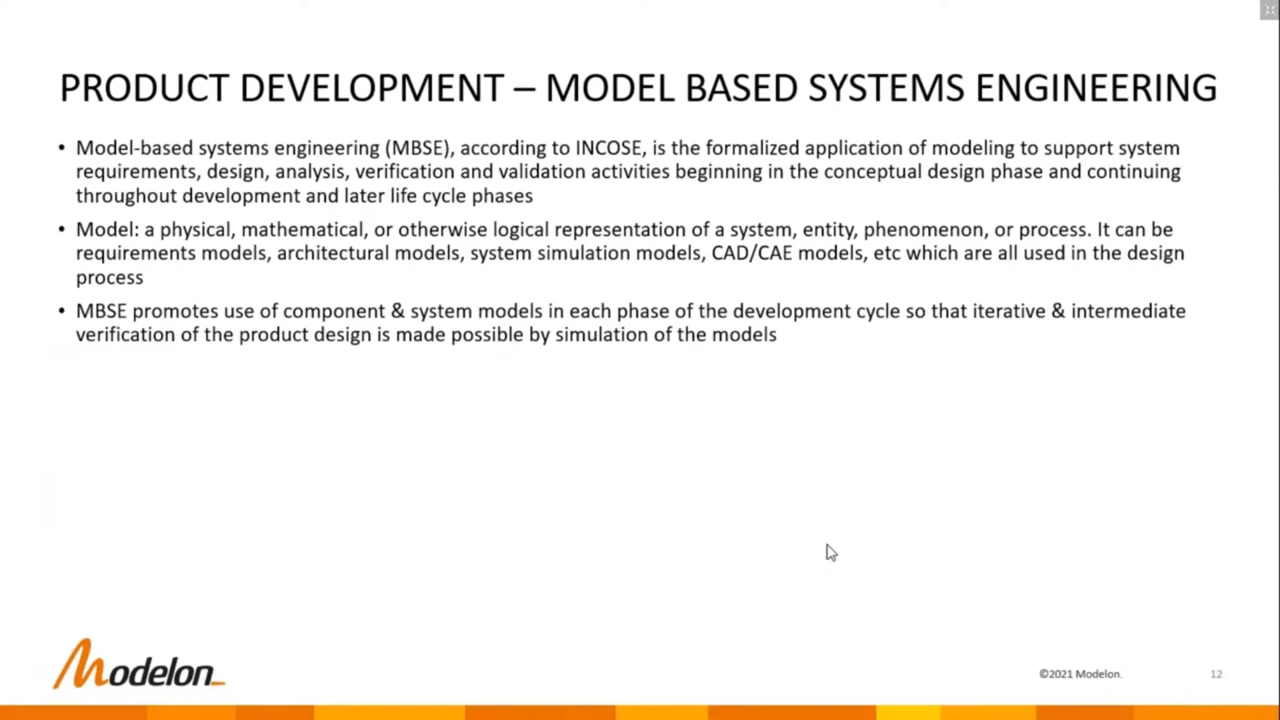 PRODUCT DEVELOPMENT – MODEL BASED SYSTEMS ENGINEERING
• Model-based systems engineering (MBSE), according to INCOSE, is the formalized application of modeling to support system
requirements, design, analysis, verification and validation activities beginning in the conceptual design phase and continuing
throughout development and later life cycle phases
• Model: a physical, mathematical, or otherwise logical representation of a system, entity, phenomenon, or process. It can be
requirements models, architectural models, system simulation models, CAD/CAE models, etc which are all used in the design
process
• MBSE promotes use of component & system models in each phase of the development cycle so that iterative & intermediate
verification of the product design is made possible by simulation of the models
Modelon
©2021 Modelon.
12